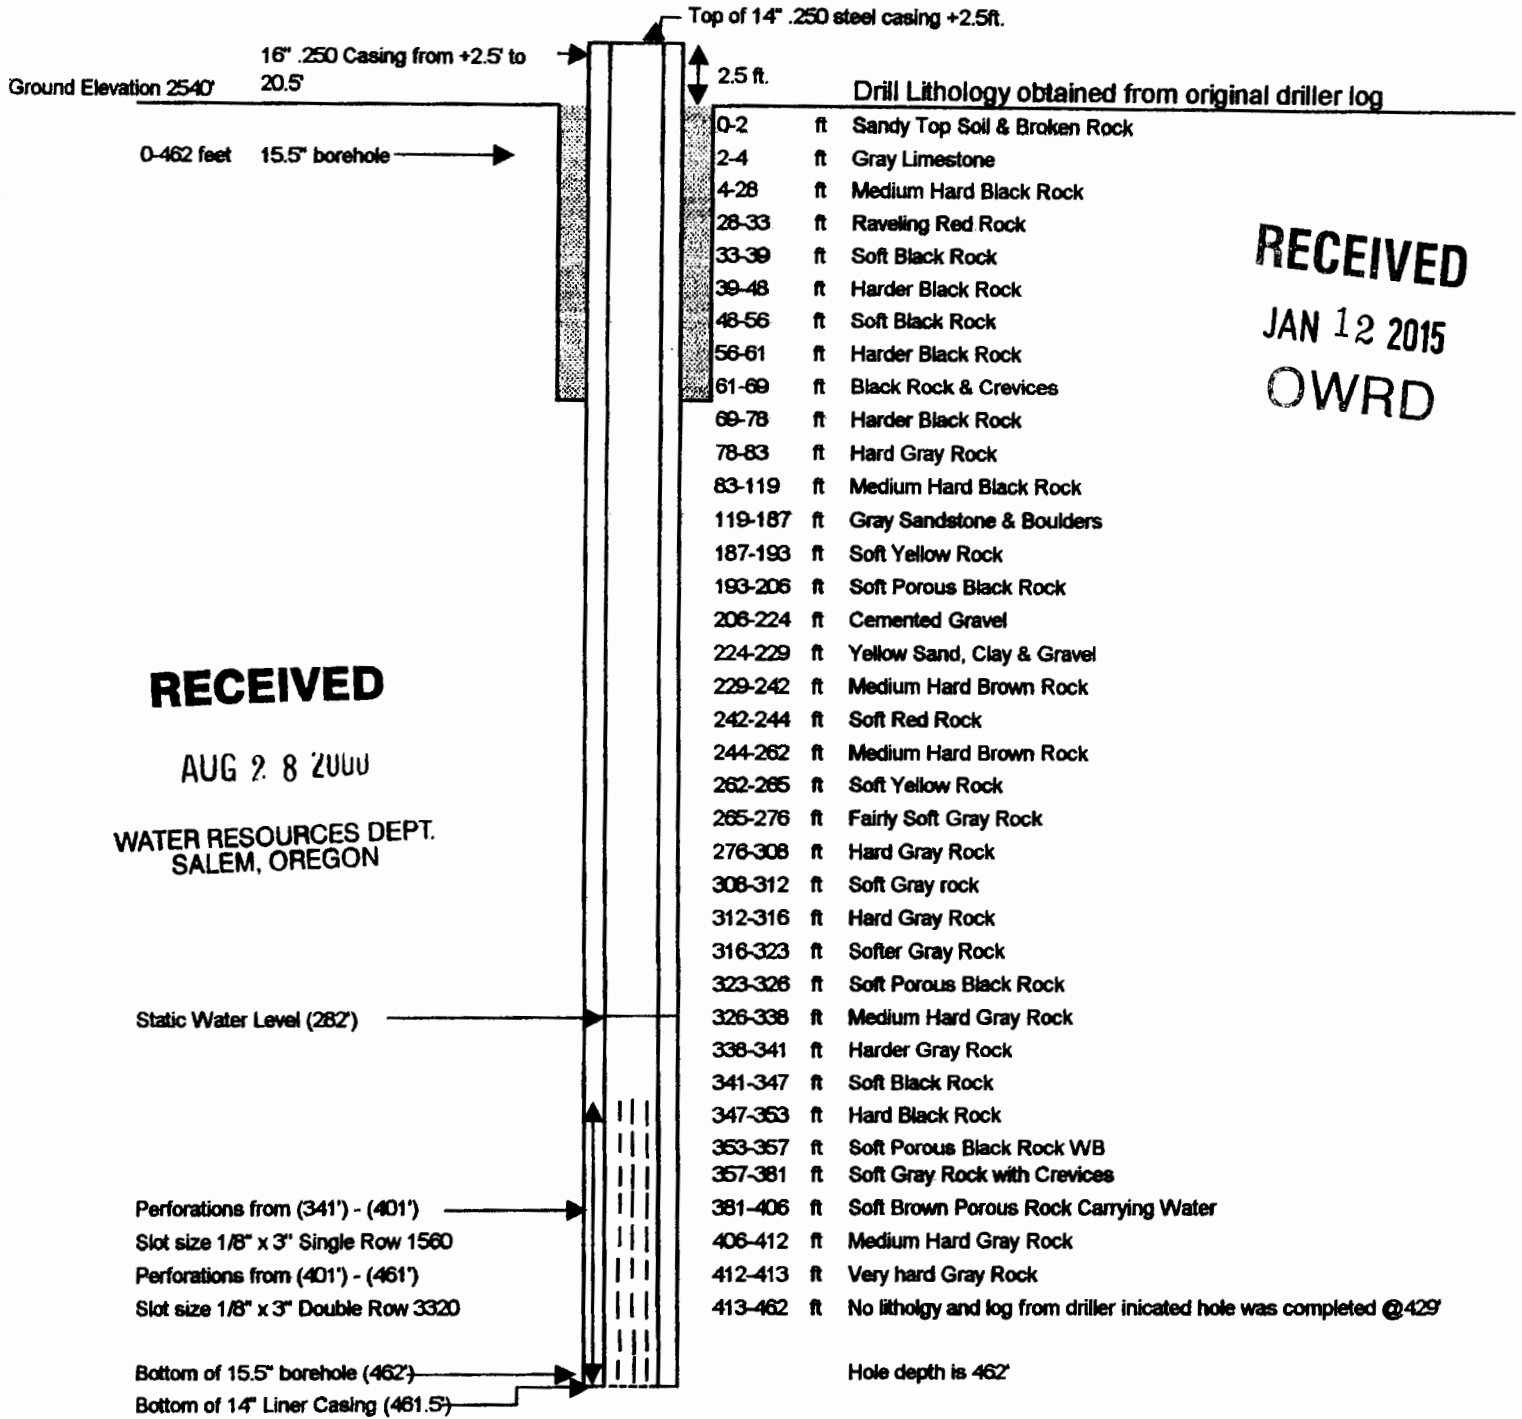 Top of 14" .250 steel casing +2.5ft.
16" .250 Casing from +2.5' to
20.5'
Ground Elevation 2540'
2.5 ft.
Drill Lithology obtained from original driller log
0-462 feet 15.5" borehole
0-2 ft Sandy Top Soil & Broken Rock
2-4 ft Gray Limestone
4-28 ft Medium Hard Black Rock
28-33 ft Raveling Red Rock
33-39 ft Soft Black Rock
39-48 ft Harder Black Rock
48-56 ft Soft Black Rock
56-61 ft Harder Black Rock
61-69 ft Black Rock & Crevices
69-78 ft Harder Black Rock
78-83 ft Hard Gray Rock
83-119 ft Medium Hard Black Rock
119-187 ft Gray Sandstone & Boulders
187-193 ft Soft Yellow Rock
193-206 ft Soft Porous Black Rock
206-224 ft Cemented Gravel
224-229 ft Yellow Sand, Clay & Gravel
229-242 ft Medium Hard Brown Rock
242-244 ft Soft Red Rock
244-262 ft Medium Hard Brown Rock
262-265 ft Soft Yellow Rock
265-276 ft Fairly Soft Gray Rock
276-308 ft Hard Gray Rock
308-312 ft Soft Gray rock
312-316 ft Hard Gray Rock
316-323 ft Softer Gray Rock
323-326 ft Soft Porous Black Rock
326-338 ft Medium Hard Gray Rock
338-341 ft Harder Gray Rock
341-347 ft Soft Black Rock
347-353 ft Hard Black Rock
353-357 ft Soft Porous Black Rock WB
357-381 ft Soft Gray Rock with Crevices
381-406 ft Soft Brown Porous Rock Carrying Water
406-412 ft Medium Hard Gray Rock
412-413 ft Very hard Gray Rock
413-462 ft No lithology and log from driller inicated hole was completed @429'
Hole depth is 462'
RECEIVED
JAN 12 2015
OWRD
RECEIVED
AUG 28 2000
WATER RESOURCES DEPT.
SALEM, OREGON
Static Water Level (282')
Perforations from (341') - (401')
Slot size 1/8" x 3" Single Row 1560
Perforations from (401') - (461')
Slot size 1/8" x 3" Double Row 3320
Bottom of 15.5" borehole (462')
Bottom of 14" Liner Casing (461.5')